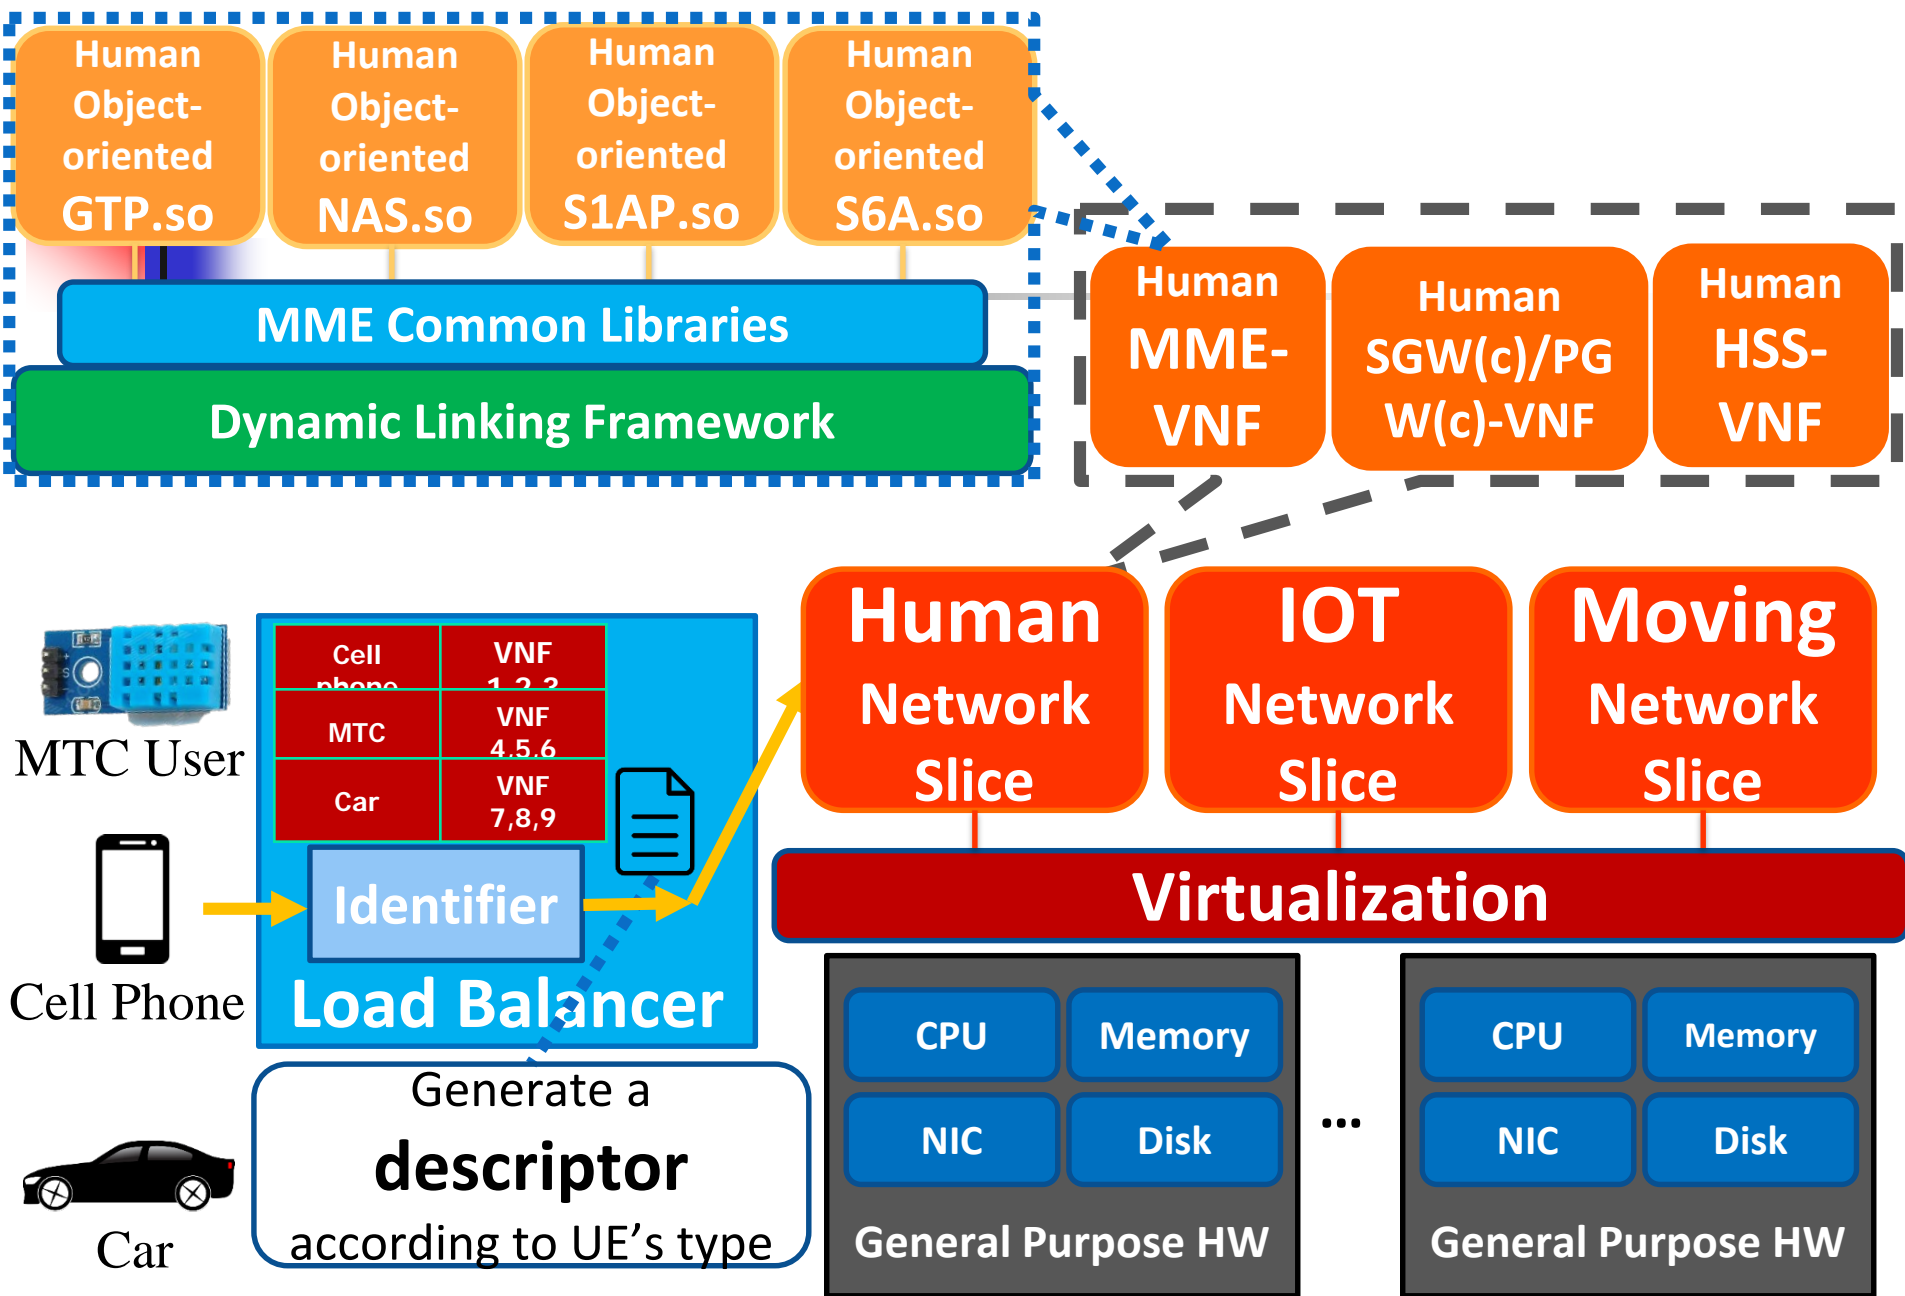 Human
Object-
oriented
GTP.so
Human
Object-
oriented
NAS.so
Human
Object-
oriented
S1AP.so
Human
Object-
oriented
S6A.so
MME Common Libraries
Dynamic Linking Framework
Human
MME-
VNF
Human
SGW(c)/PG
W(c)-VNF
Human
HSS-
VNF
MTC User
Cell Phone
Car
Cell
phone
VNF
1,2,3
MTC
VNF
4,5,6
Car
VNF
7,8,9
Identifier
Load Balancer
Generate a
descriptor
according to UE's type
Human
Network
Slice
IOT
Network
Slice
Moving
Network
Slice
Virtualization
CPU
Memory
NIC
Disk
General Purpose HW
...
CPU
Memory
NIC
Disk
General Purpose HW